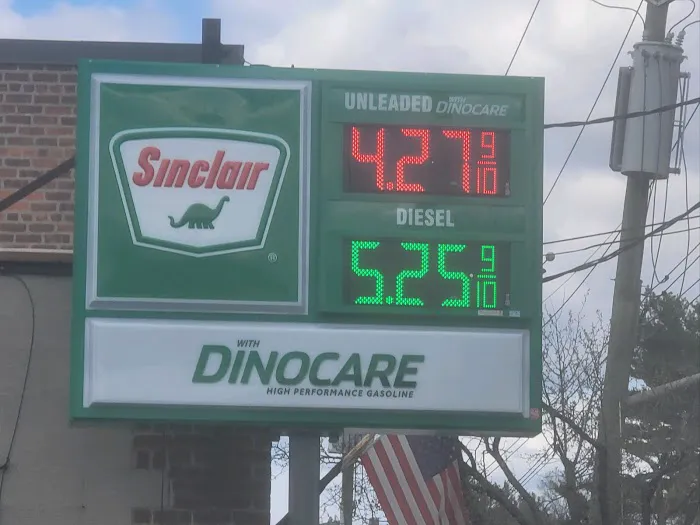 Sinclair
®
UNLEADED WITH DINOCARE
4.27 9/10
DIESEL
5.25 9/10
WITH
DINOCARE
HIGH PERFORMANCE GASOLINE